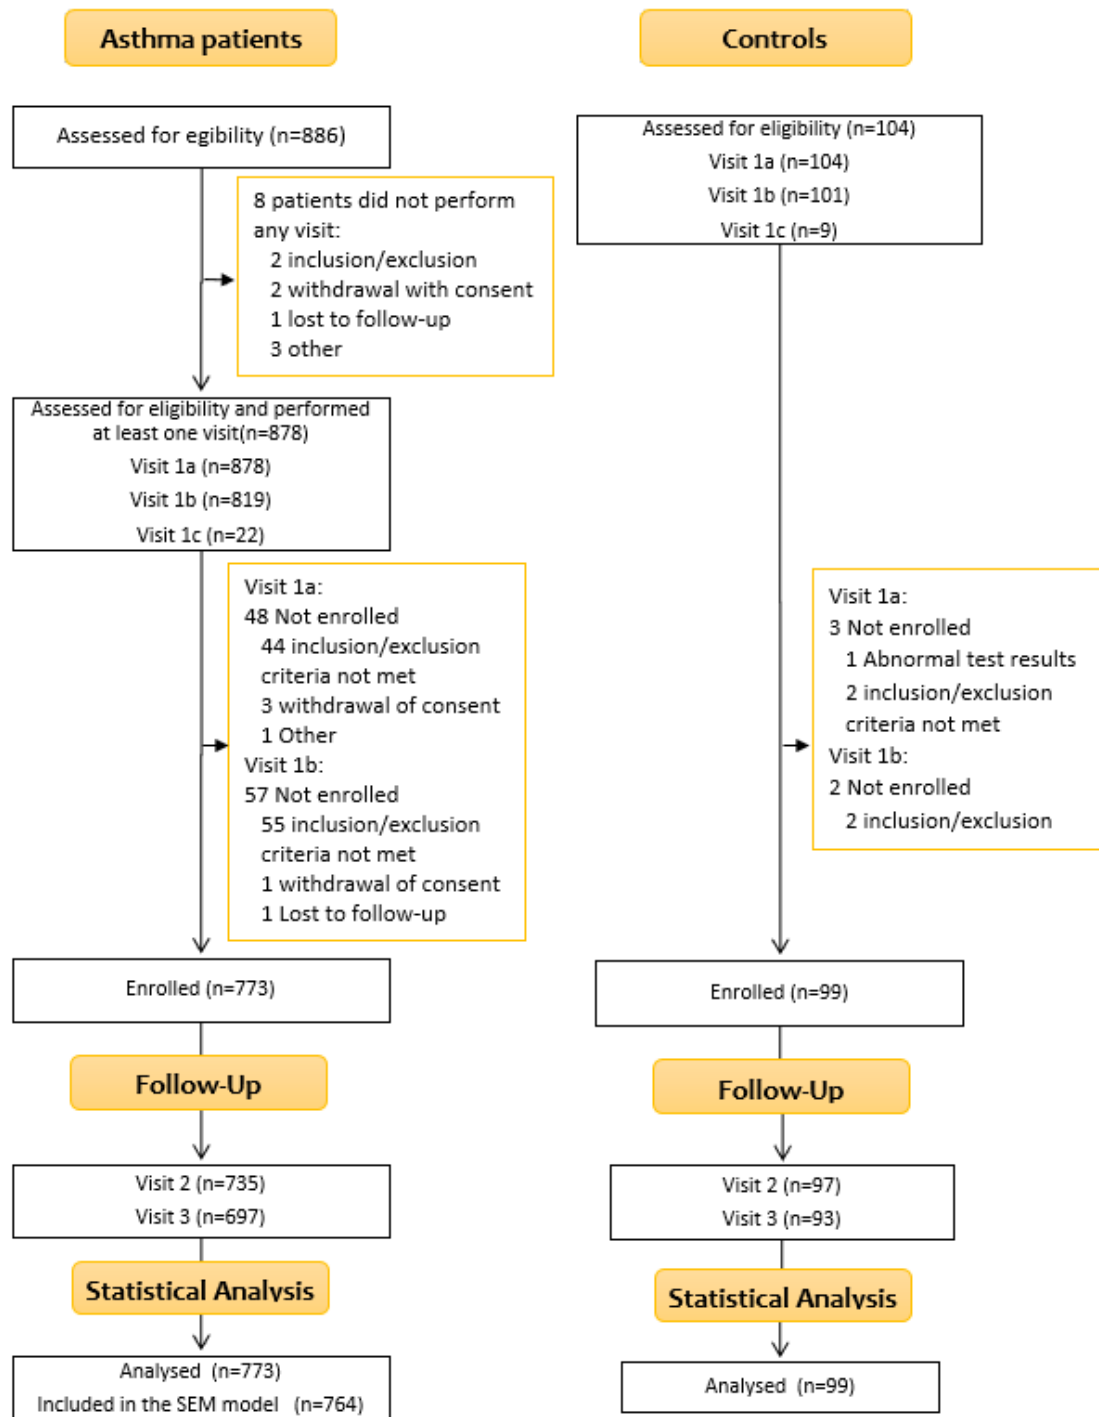 Asthma patients
Assessed for egibility (n=886)
8 patients did not perform
any visit:
2 inclusion/exclusion
2 withdrawal with consent
1 lost to follow-up
3 other
Assessed for eligibility and performed
at least one visit(n=878)
Visit 1a (n=878)
Visit 1b (n=819)
Visit 1c (n=22)
Visit 1a:
48 Not enrolled
44 inclusion/exclusion
criteria not met
3 withdrawal of consent
1 Other
Visit 1b:
57 Not enrolled
55 inclusion/exclusion
criteria not met
1 withdrawal of consent
1 Lost to follow-up
Enrolled (n=773)
Follow-Up
Visit 2 (n=735)
Visit 3 (n=697)
Statistical Analysis
Analysed (n=773)
Included in the SEM model (n=764)
Controls
Assessed for eligibility (n=104)
Visit 1a (n=104)
Visit 1b (n=101)
Visit 1c (n=9)
Visit 1a:
3 Not enrolled
1 Abnormal test results
2 inclusion/exclusion
criteria not met
Visit 1b:
2 Not enrolled
2 inclusion/exclusion
Enrolled (n=99)
Follow-Up
Visit 2 (n=97)
Visit 3 (n=93)
Statistical Analysis
Analysed (n=99)